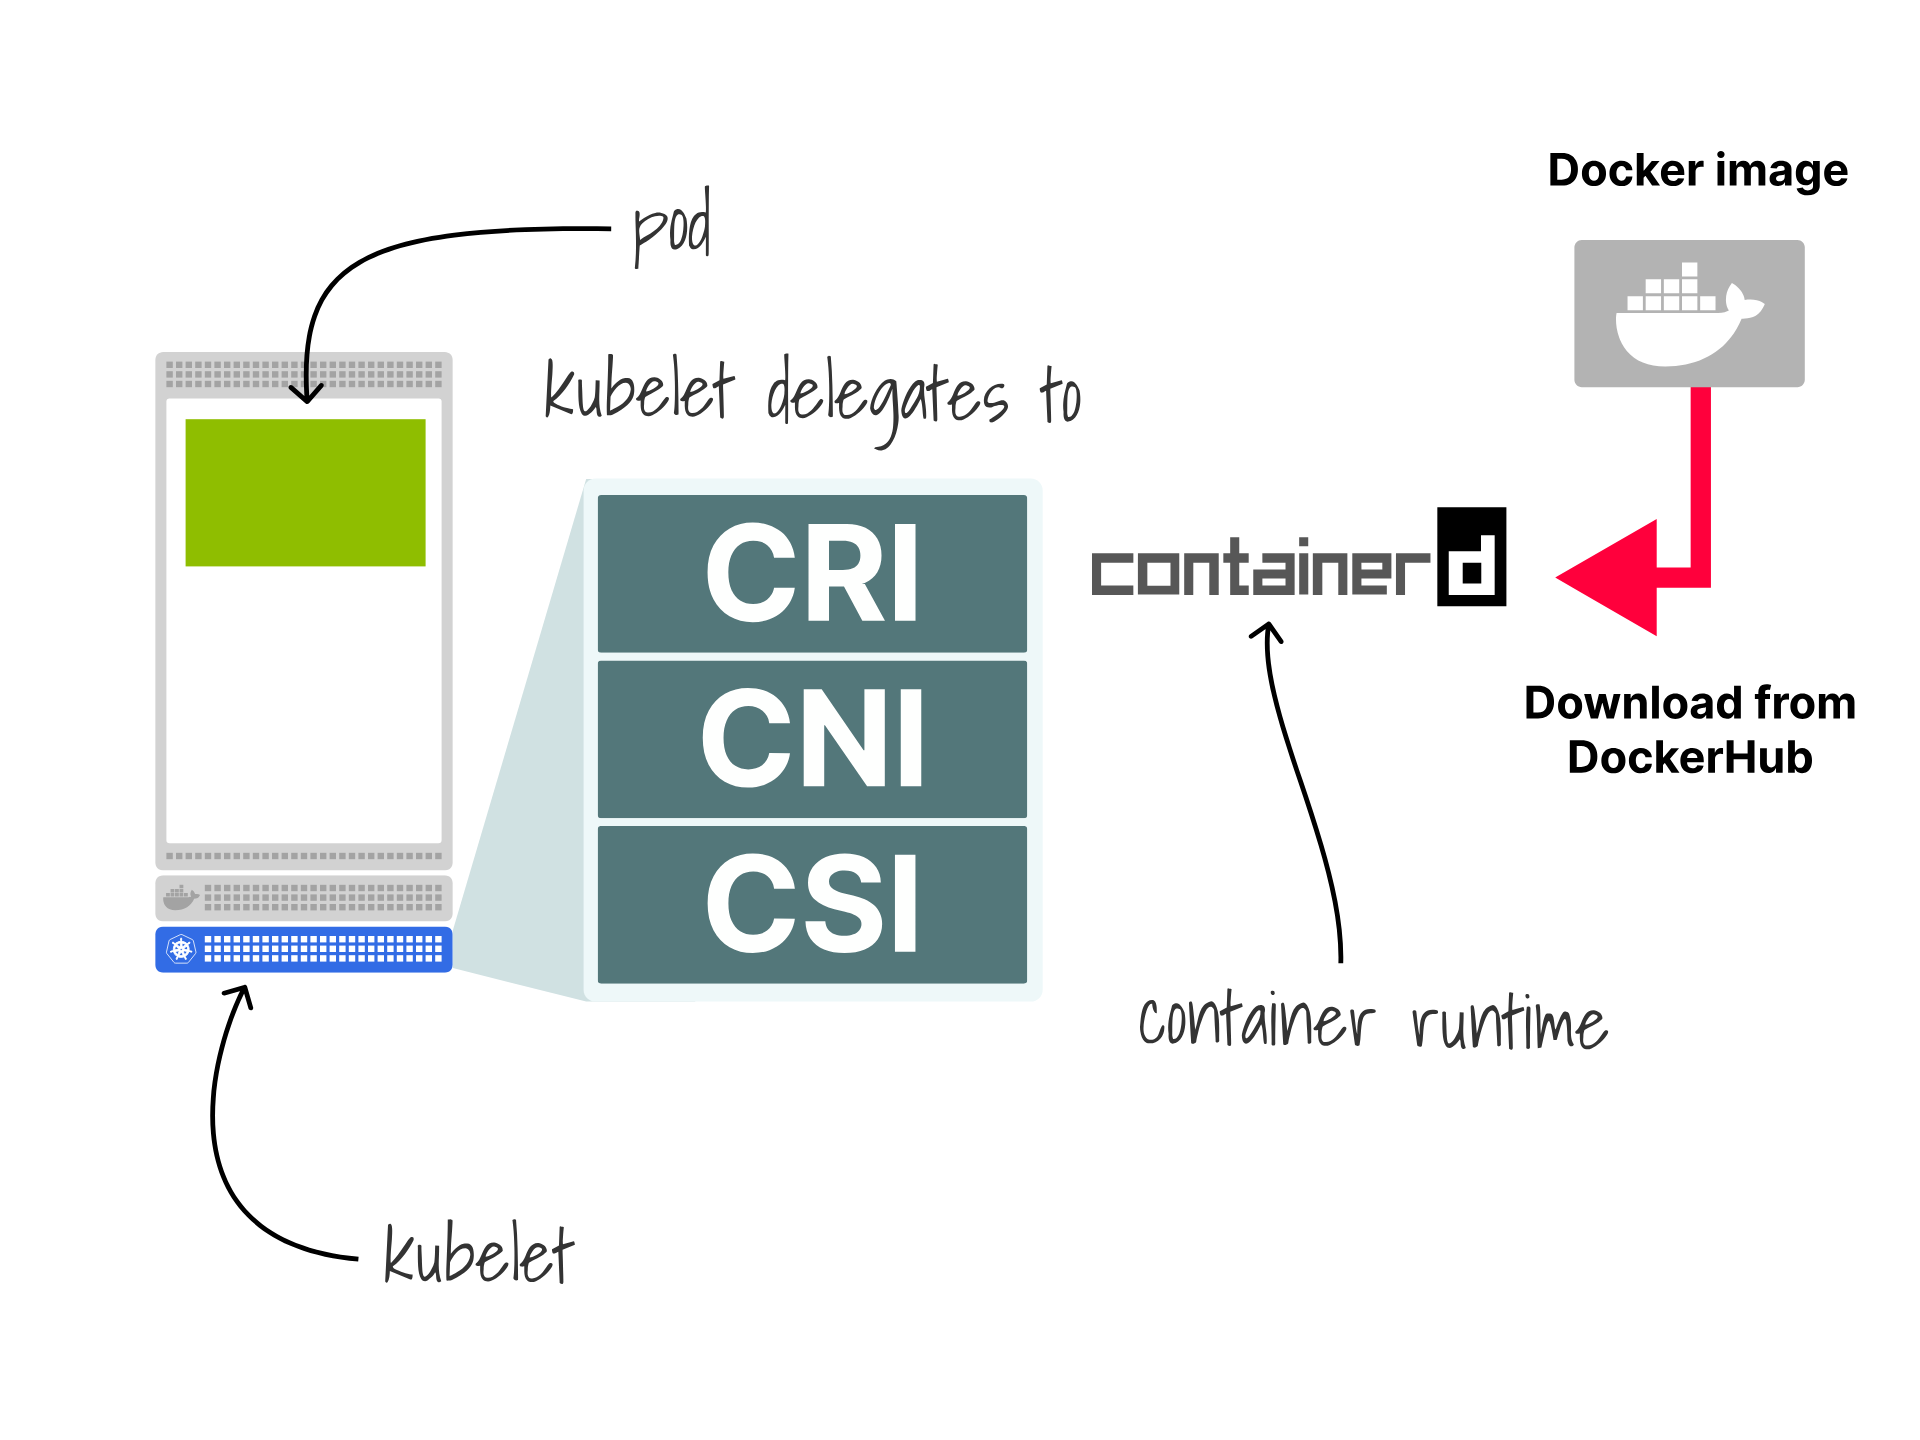 Docker image
pod
kubelet delegates to
CRI
containerd
CNI
Download from
DockerHub
CSI
container runtime
kubelet